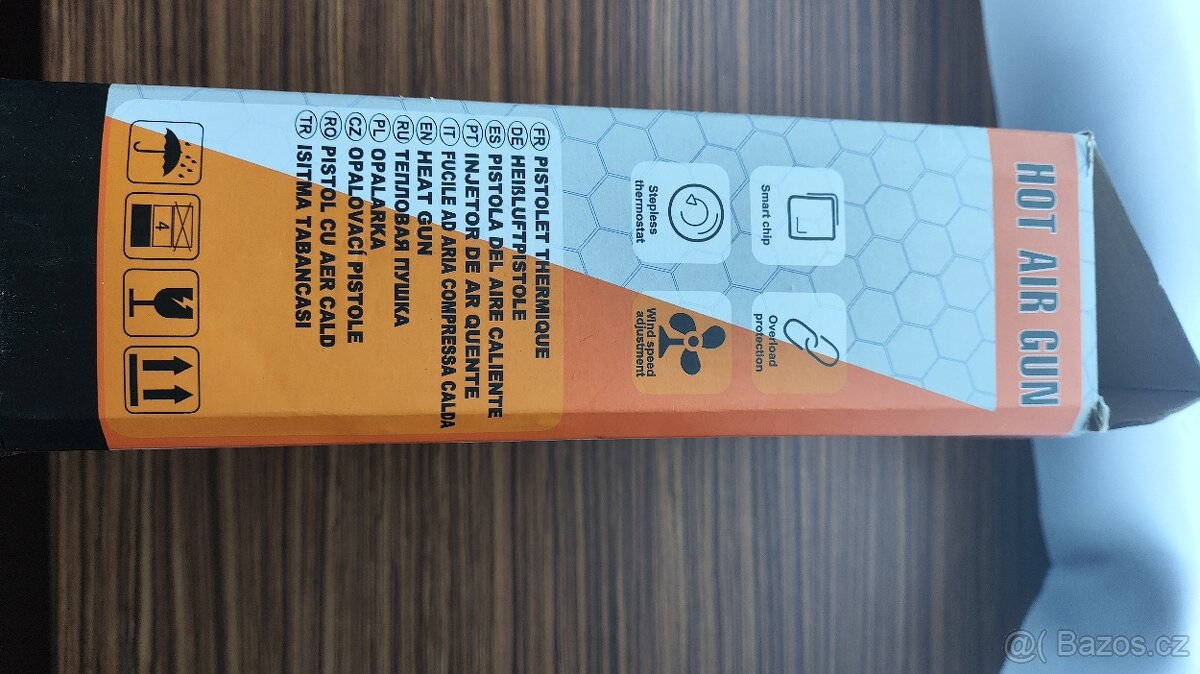 HOT AIR GUN
Smart chip
Overload
protection
Stepless
thermostat
Wind speed
adjustment
FR PISTOLET THERMIQUE
DE HEIßLUFTPISTOLE
ES PISTOLA DEL AIRE CALIENTE
PT INJETOR DE AR QUENTE
IT FUCILE AD ARIA COMPRESSA CALDA
EN HEAT GUN
RU ТЕПЛОВАЯ ПУШКА
PL OPALARKA
CZ OPALOVACÍ PISTOLE
RO PISTOL CU AER CALD
TR ISITMA TABANCASI
4
Bazos.cz